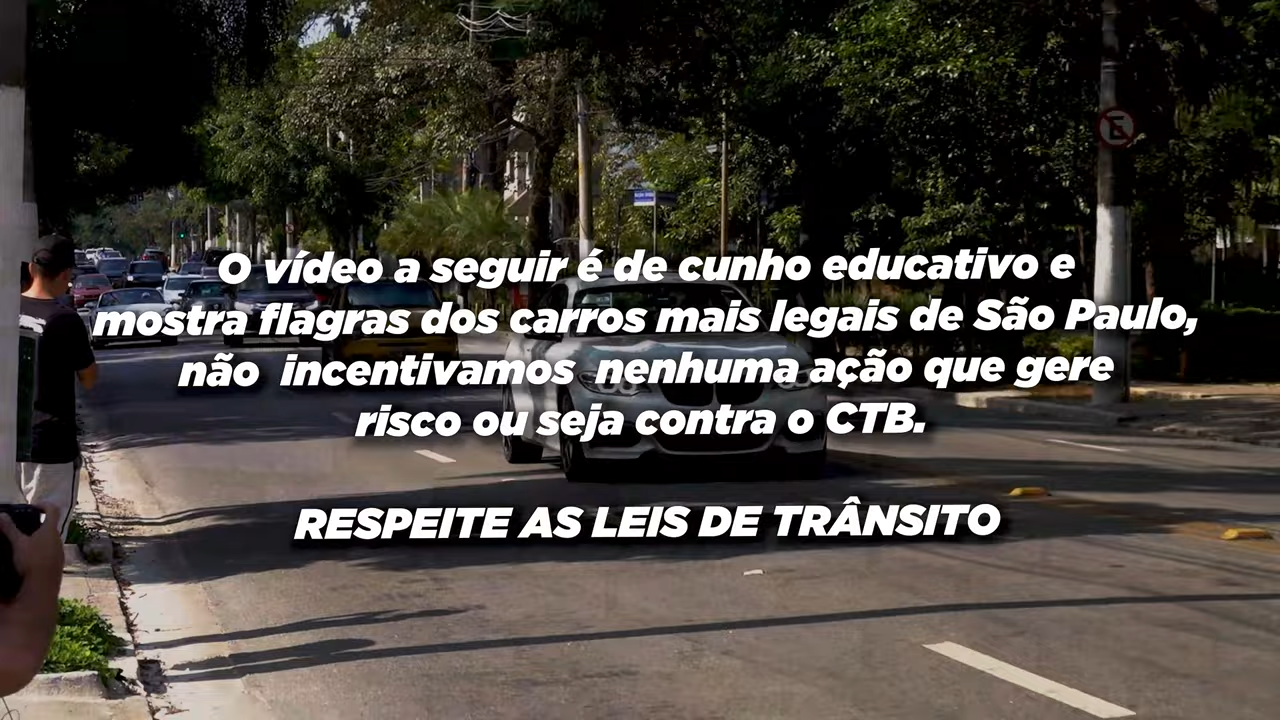 O vídeo a seguir é de cunho educativo e
mostra flagras dos carros mais legais de São Paulo,
não incentivamos nenhuma ação que gere
risco ou seja contra o CTB.
RESPEITE AS LEIS DE TRÂNSITO
E